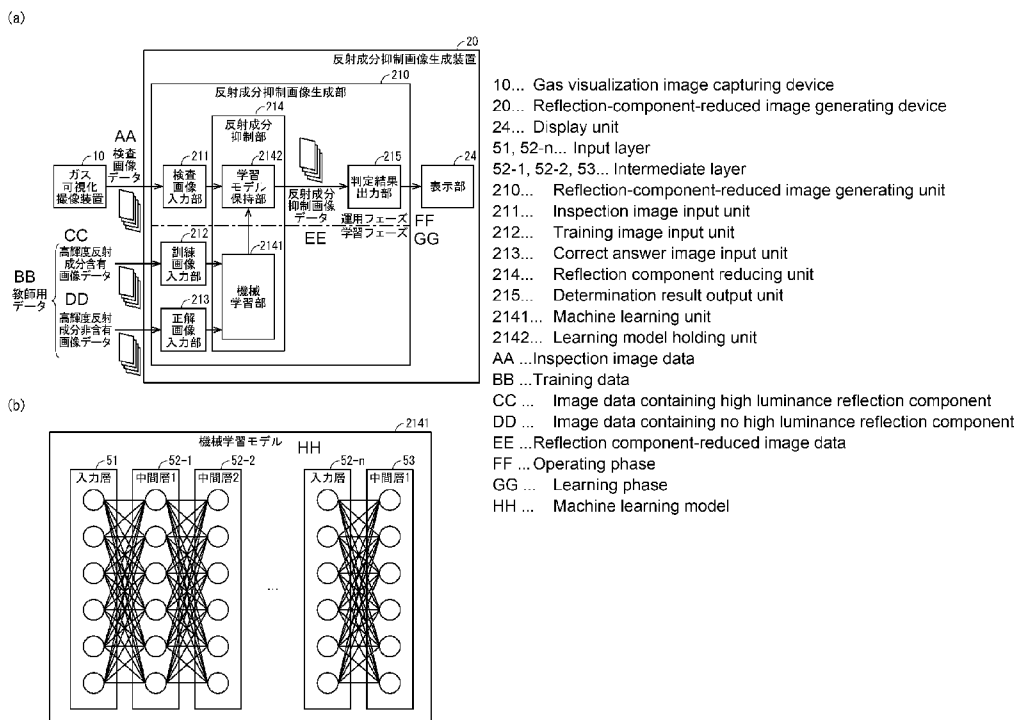 (a)
20
反射成分抑制画像生成装置
210
反射成分抑制画像生成部
214
反射成分
抑制部
AA
検査
画像
データ
10
ガス
可視化
撮像装置
211
検査
画像
入力部
2142
学習
モデル
保持部
反射成分
抑制画像
データ
215
判定結果
出力部
24
表示部
運用フェーズ
FF
EE
学習フェーズ
GG
CC
高輝度反射
成分含有
画像データ
212
訓練
画像
入力部
2141
機械
学習部
BB
教師用
データ
DD
高輝度反射
成分非含有
画像データ
213
正解
画像
入力部
10... Gas visualization image capturing device
20... Reflection-component-reduced image generating device
24... Display unit
51, 52-n... Input layer
52-1, 52-2, 53... Intermediate layer
210... Reflection-component-reduced image generating unit
211... Inspection image input unit
212... Training image input unit
213... Correct answer image input unit
214... Reflection component reducing unit
215... Determination result output unit
2141... Machine learning unit
2142... Learning model holding unit
AA ...Inspection image data
BB ...Training data
CC ... Image data containing high luminance reflection component
DD ... Image data containing no high luminance reflection component
EE ...Reflection component-reduced image data
FF ... Operating phase
GG ... Learning phase
HH ... Machine learning model
(b)
2141
機械学習モデル
HH
51
入力層
52-1
中間層1
52-2
中間層2
...
52-n
入力層
53
中間層1